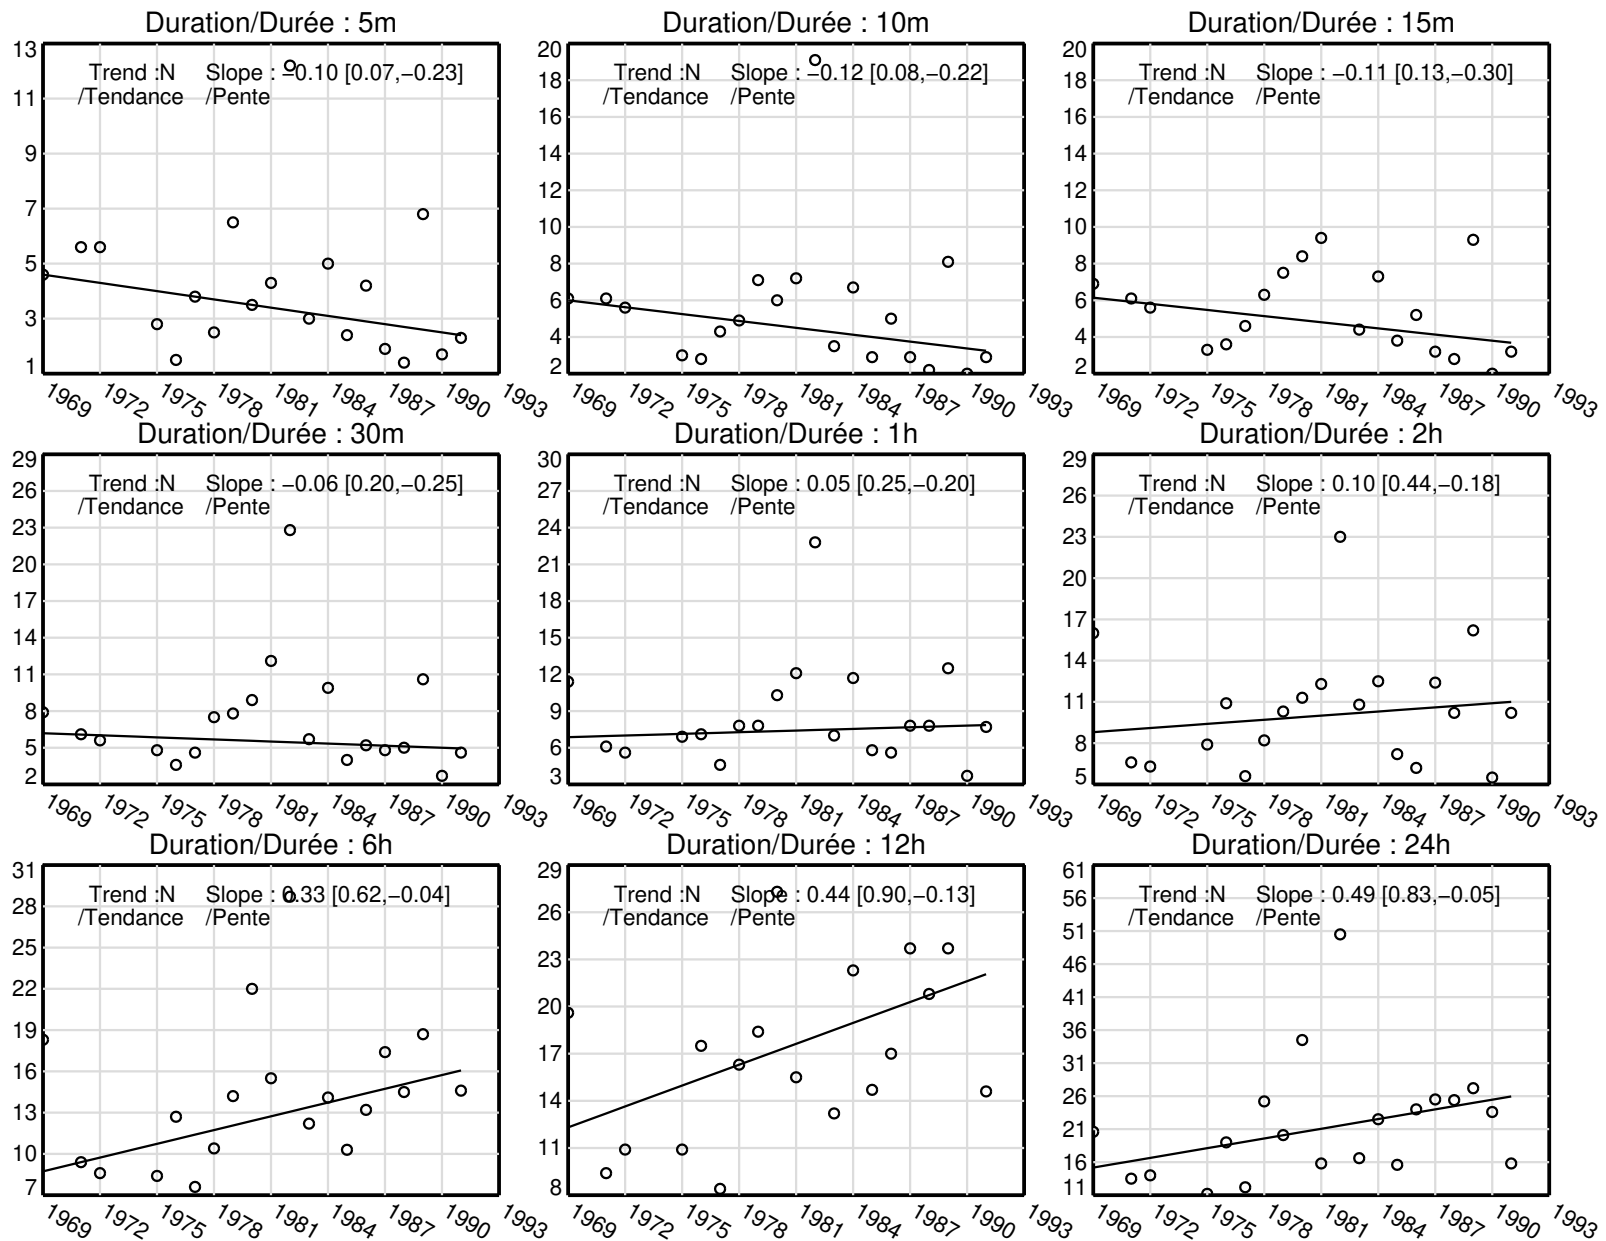 Duration/Durée : 5m
13
11
9
7
5
3
1
Trend :N Slope : −0.10 [0.07,−0.23]
/Tendance /Pente
1969 1972 1975 1978 1981 1984 1987 1990 1993
Duration/Durée : 10m
20
18
16
14
12
10
8
6
4
2
Trend :N Slope : −0.12 [0.08,−0.22]
/Tendance /Pente
1969 1972 1975 1978 1981 1984 1987 1990 1993
Duration/Durée : 15m
20
18
16
14
12
10
8
6
4
2
Trend :N Slope : −0.11 [0.13,−0.30]
/Tendance /Pente
1969 1972 1975 1978 1981 1984 1987 1990 1993
Duration/Durée : 30m
29
26
23
20
17
14
11
8
5
2
Trend :N Slope : −0.06 [0.20,−0.25]
/Tendance /Pente
1969 1972 1975 1978 1981 1984 1987 1990 1993
Duration/Durée : 1h
30
27
24
21
18
15
12
9
6
3
Trend :N Slope : 0.05 [0.25,−0.20]
/Tendance /Pente
1969 1972 1975 1978 1981 1984 1987 1990 1993
Duration/Durée : 2h
29
26
23
20
17
14
11
8
5
Trend :N Slope : 0.10 [0.44,−0.18]
/Tendance /Pente
1969 1972 1975 1978 1981 1984 1987 1990 1993
Duration/Durée : 6h
31
28
25
22
19
16
13
10
7
Trend :N Slope : 0.33 [0.62,−0.04]
/Tendance /Pente
1969 1972 1975 1978 1981 1984 1987 1990 1993
Duration/Durée : 12h
29
26
23
20
17
14
11
8
Trend :N Slope : 0.44 [0.90,−0.13]
/Tendance /Pente
1969 1972 1975 1978 1981 1984 1987 1990 1993
Duration/Durée : 24h
61
56
51
46
41
36
31
26
21
16
11
Trend :N Slope : 0.49 [0.83,−0.05]
/Tendance /Pente
1969 1972 1975 1978 1981 1984 1987 1990 1993